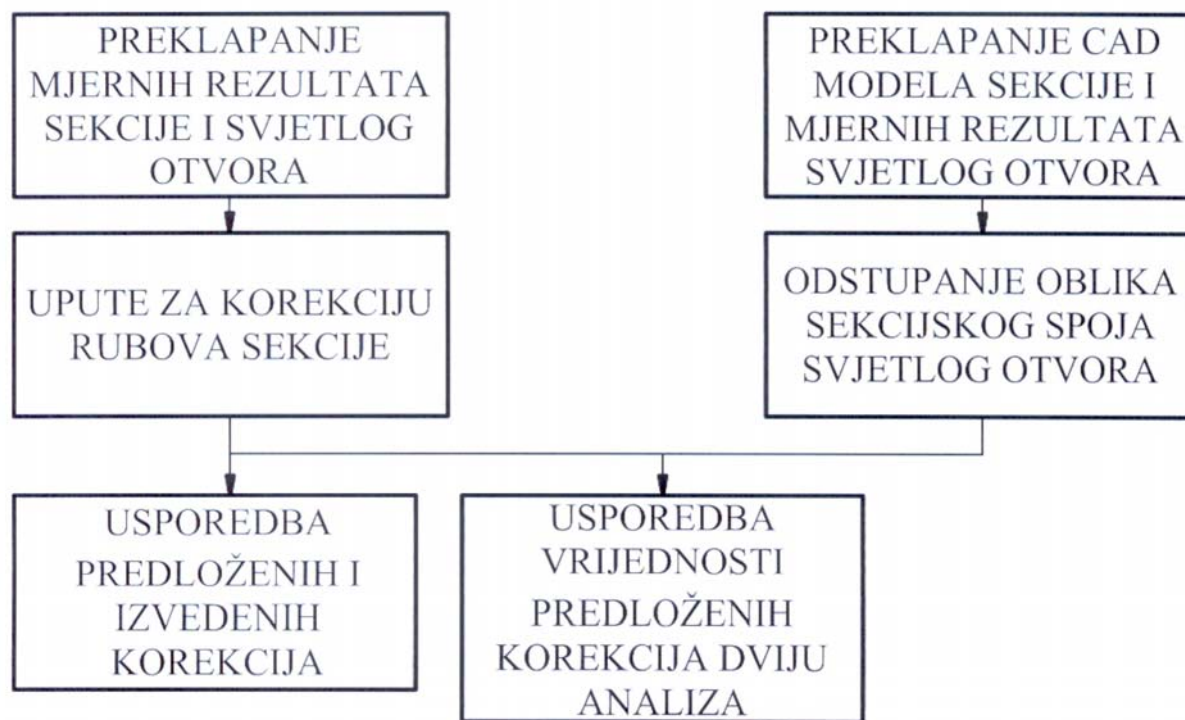 PREKLAPANJE
MJERNIH REZULTATA
SEKCIJE I SVJETLOG
OTVORA
PREKLAPANJE CAD
MODELA SEKCIJE I
MJERNIH REZULTATA
SVJETLOG OTVORA
UPUTE ZA KOREKCIJU
RUBOVA SEKCIJE
ODSTUPANJE OBLIKA
SEKCIJSKOG SPOJA
SVJETLOG OTVORA
USPOREDBA
PREDLOŽENIH I
IZVEDENIH
KOREKCIJA
USPOREDBA
VRIJEDNOSTI
PREDLOŽENIH
KOREKCIJA DVIJU
ANALIZA